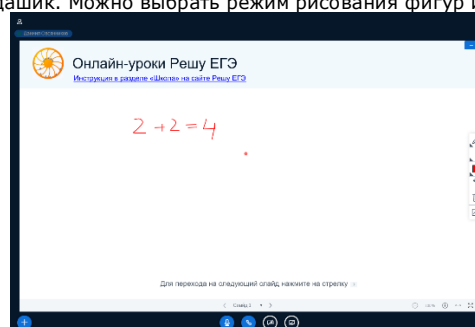 дашик. Можно выбрать режим рисования фигур и
Онлайн-уроки Решу ЕГЭ
Инструкция в разделе «Школа» на сайте Решу ЕГЭ
2+2=4
Для перехода на следующий слайд нажмите на стрелку
Слайд